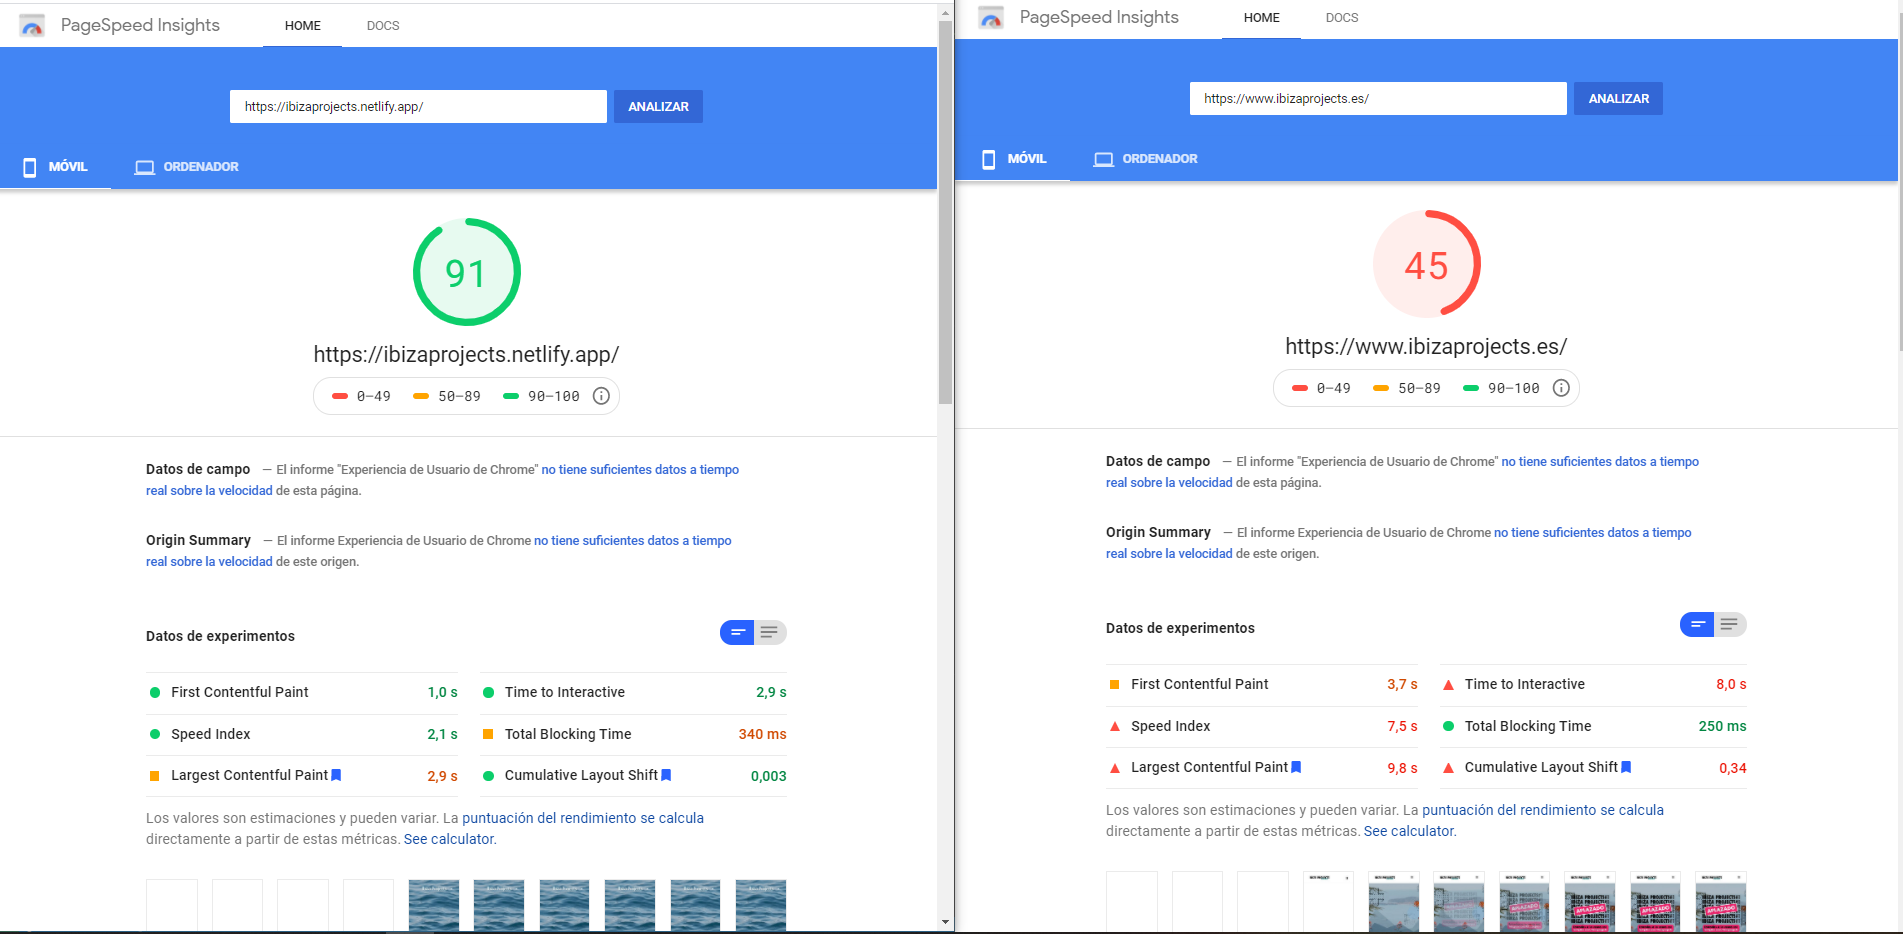 PageSpeed Insights
HOME
DOCS
https://ibizaprojects.netlify.app/
ANALIZAR
MÓVIL
ORDENADOR
91
https://ibizaprojects.netlify.app/
0–49
50–89
90–100
Datos de campo — El informe "Experiencia de Usuario de Chrome" no tiene suficientes datos a tiempo
real sobre la velocidad de esta página.
Origin Summary — El informe Experiencia de Usuario de Chrome no tiene suficientes datos a tiempo
real sobre la velocidad de este origen.
Datos de experimentos
First Contentful Paint 1,0 s
Time to Interactive 2,9 s
Speed Index 2,1 s
Total Blocking Time 340 ms
Largest Contentful Paint 2,9 s
Cumulative Layout Shift 0,003
Los valores son estimaciones y pueden variar. La puntuación del rendimiento se calcula
directamente a partir de estas métricas. See calculator.
PageSpeed Insights
HOME
DOCS
https://www.ibizaprojects.es/
ANALIZAR
MÓVIL
ORDENADOR
45
https://www.ibizaprojects.es/
0–49
50–89
90–100
Datos de campo — El informe "Experiencia de Usuario de Chrome" no tiene suficientes datos a tiempo
real sobre la velocidad de esta página.
Origin Summary — El informe Experiencia de Usuario de Chrome no tiene suficientes datos a tiempo
real sobre la velocidad de este origen.
Datos de experimentos
First Contentful Paint 3,7 s
Time to Interactive 8,0 s
Speed Index 7,5 s
Total Blocking Time 250 ms
Largest Contentful Paint 9,8 s
Cumulative Layout Shift 0,34
Los valores son estimaciones y pueden variar. La puntuación del rendimiento se calcula
directamente a partir de estas métricas. See calculator.
APLAZADO
APLAZADO
APLAZADO